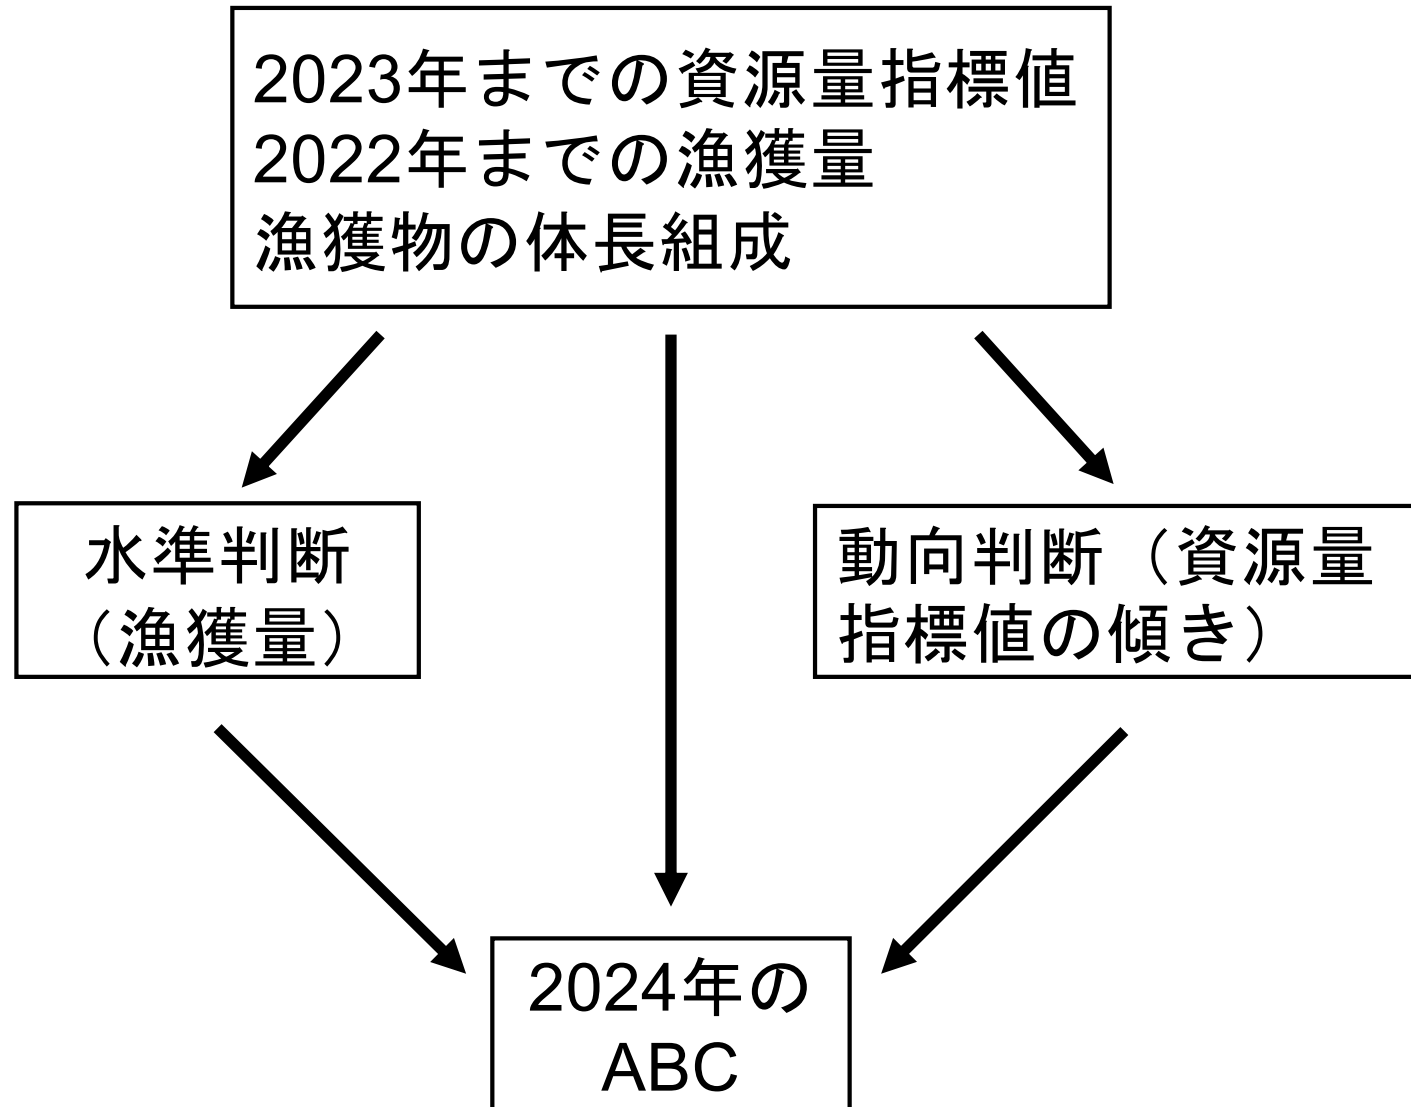 2023年までの資源量指標値
2022年までの漁獲量
漁獲物の体長組成
水準判断
（漁獲量）
動向判断（資源量
指標値の傾き）
2024年の
ABC